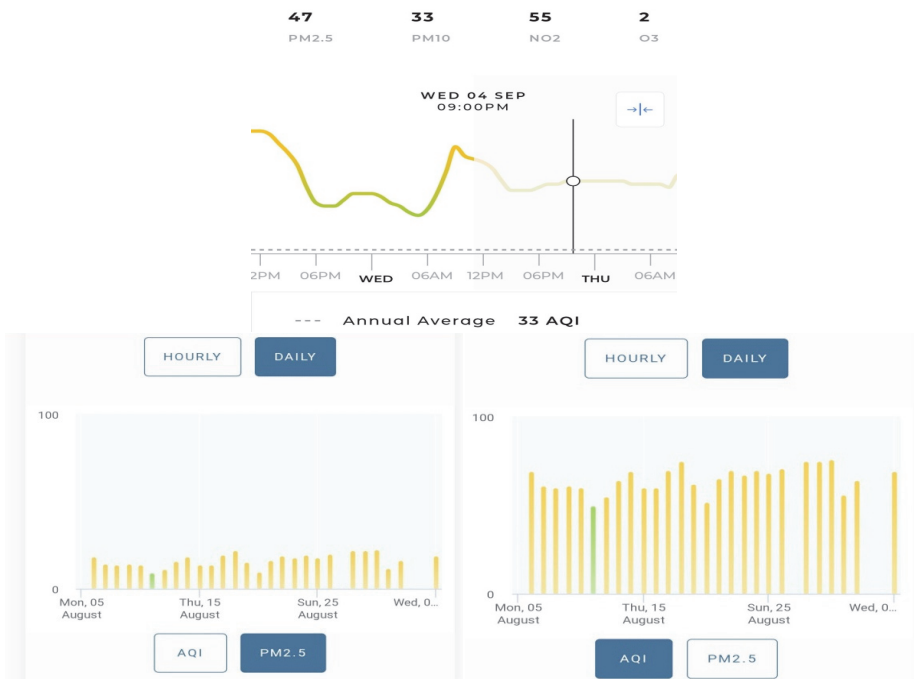 47 33 55 2
PM2.5 PM10 NO2 O3
WED 04 SEP
09:00PM
2PM 06PM WED 06AM 12PM 06PM THU 06AM
--- Annual Average 33 AQI
HOURLY DAILY
100
0
Mon, 05 August Thu, 15 August Sun, 25 August Wed, 0...
AQI PM2.5
HOURLY DAILY
100
0
Mon, 05 August Thu, 15 August Sun, 25 August Wed, 0...
AQI PM2.5